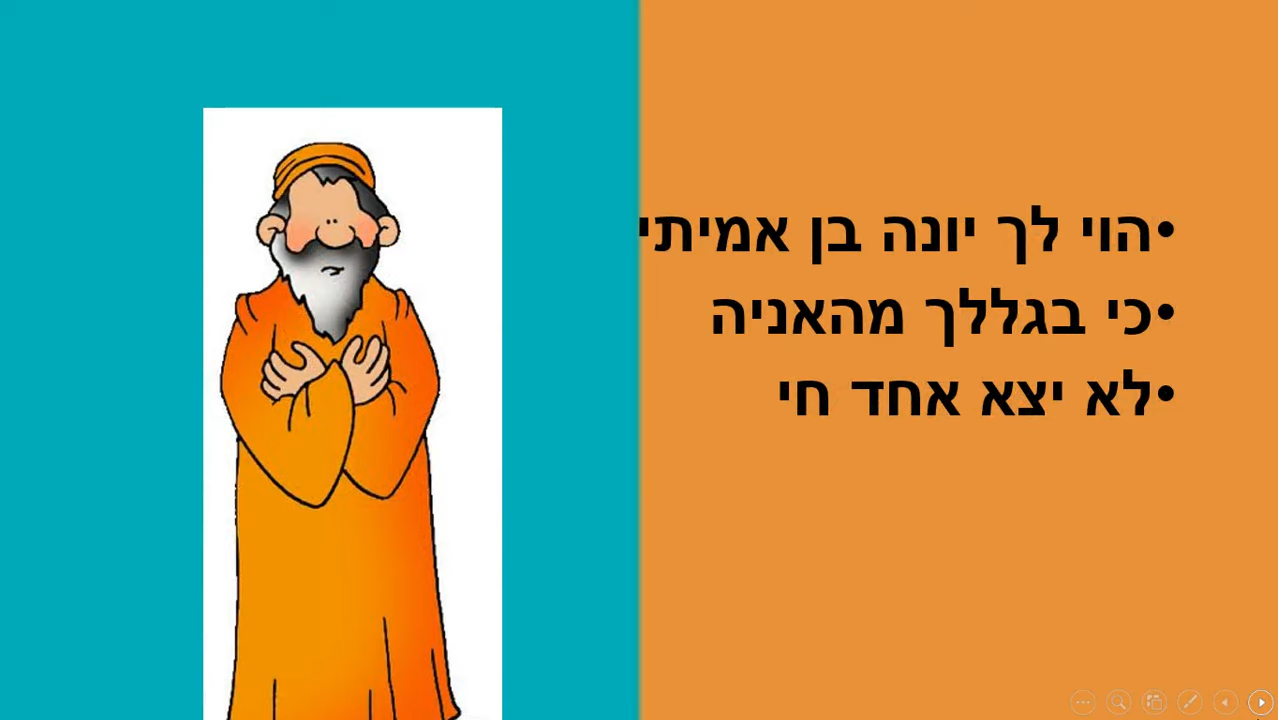 •הוי לך יונה בן אמיתי
•כי בגללך מהאניה
•לא יצא אחד חי